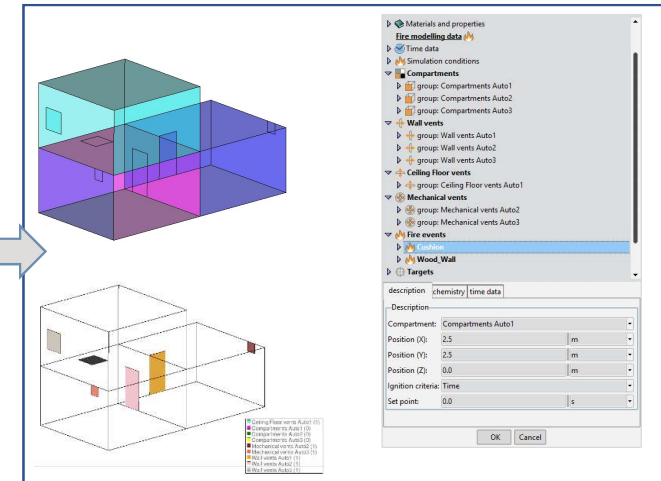 Materials and properties
Fire modelling data
Time data
Simulation conditions
Compartments
group: Compartments Auto1
group: Compartments Auto2
group: Compartments Auto3
Wall vents
group: Wall vents Auto1
group: Wall vents Auto2
group: Wall vents Auto3
Ceiling Floor vents
group: Ceiling Floor vents Auto1
Mechanical vents
group: Mechanical vents Auto2
group: Mechanical vents Auto3
Fire events
Cushion
Wood_Wall
Targets
description chemistry time data
Description
Compartment: Compartments Auto1
Position (X): 2.5 m
Position (Y): 2.5 m
Position (Z): 0.0 m
Ignition criteria: Time
Set point: 0.0 s
OK Cancel
Ceiling Floor vents Auto1 (1)
Compartments Auto1 (0)
Compartments Auto2 (0)
Compartments Auto3 (0)
Mechanical vents Auto2 (1)
Mechanical vents Auto3 (1)
Wall vents Auto1 (1)
Wall vents Auto2 (1)
Wall vents Auto3 (1)